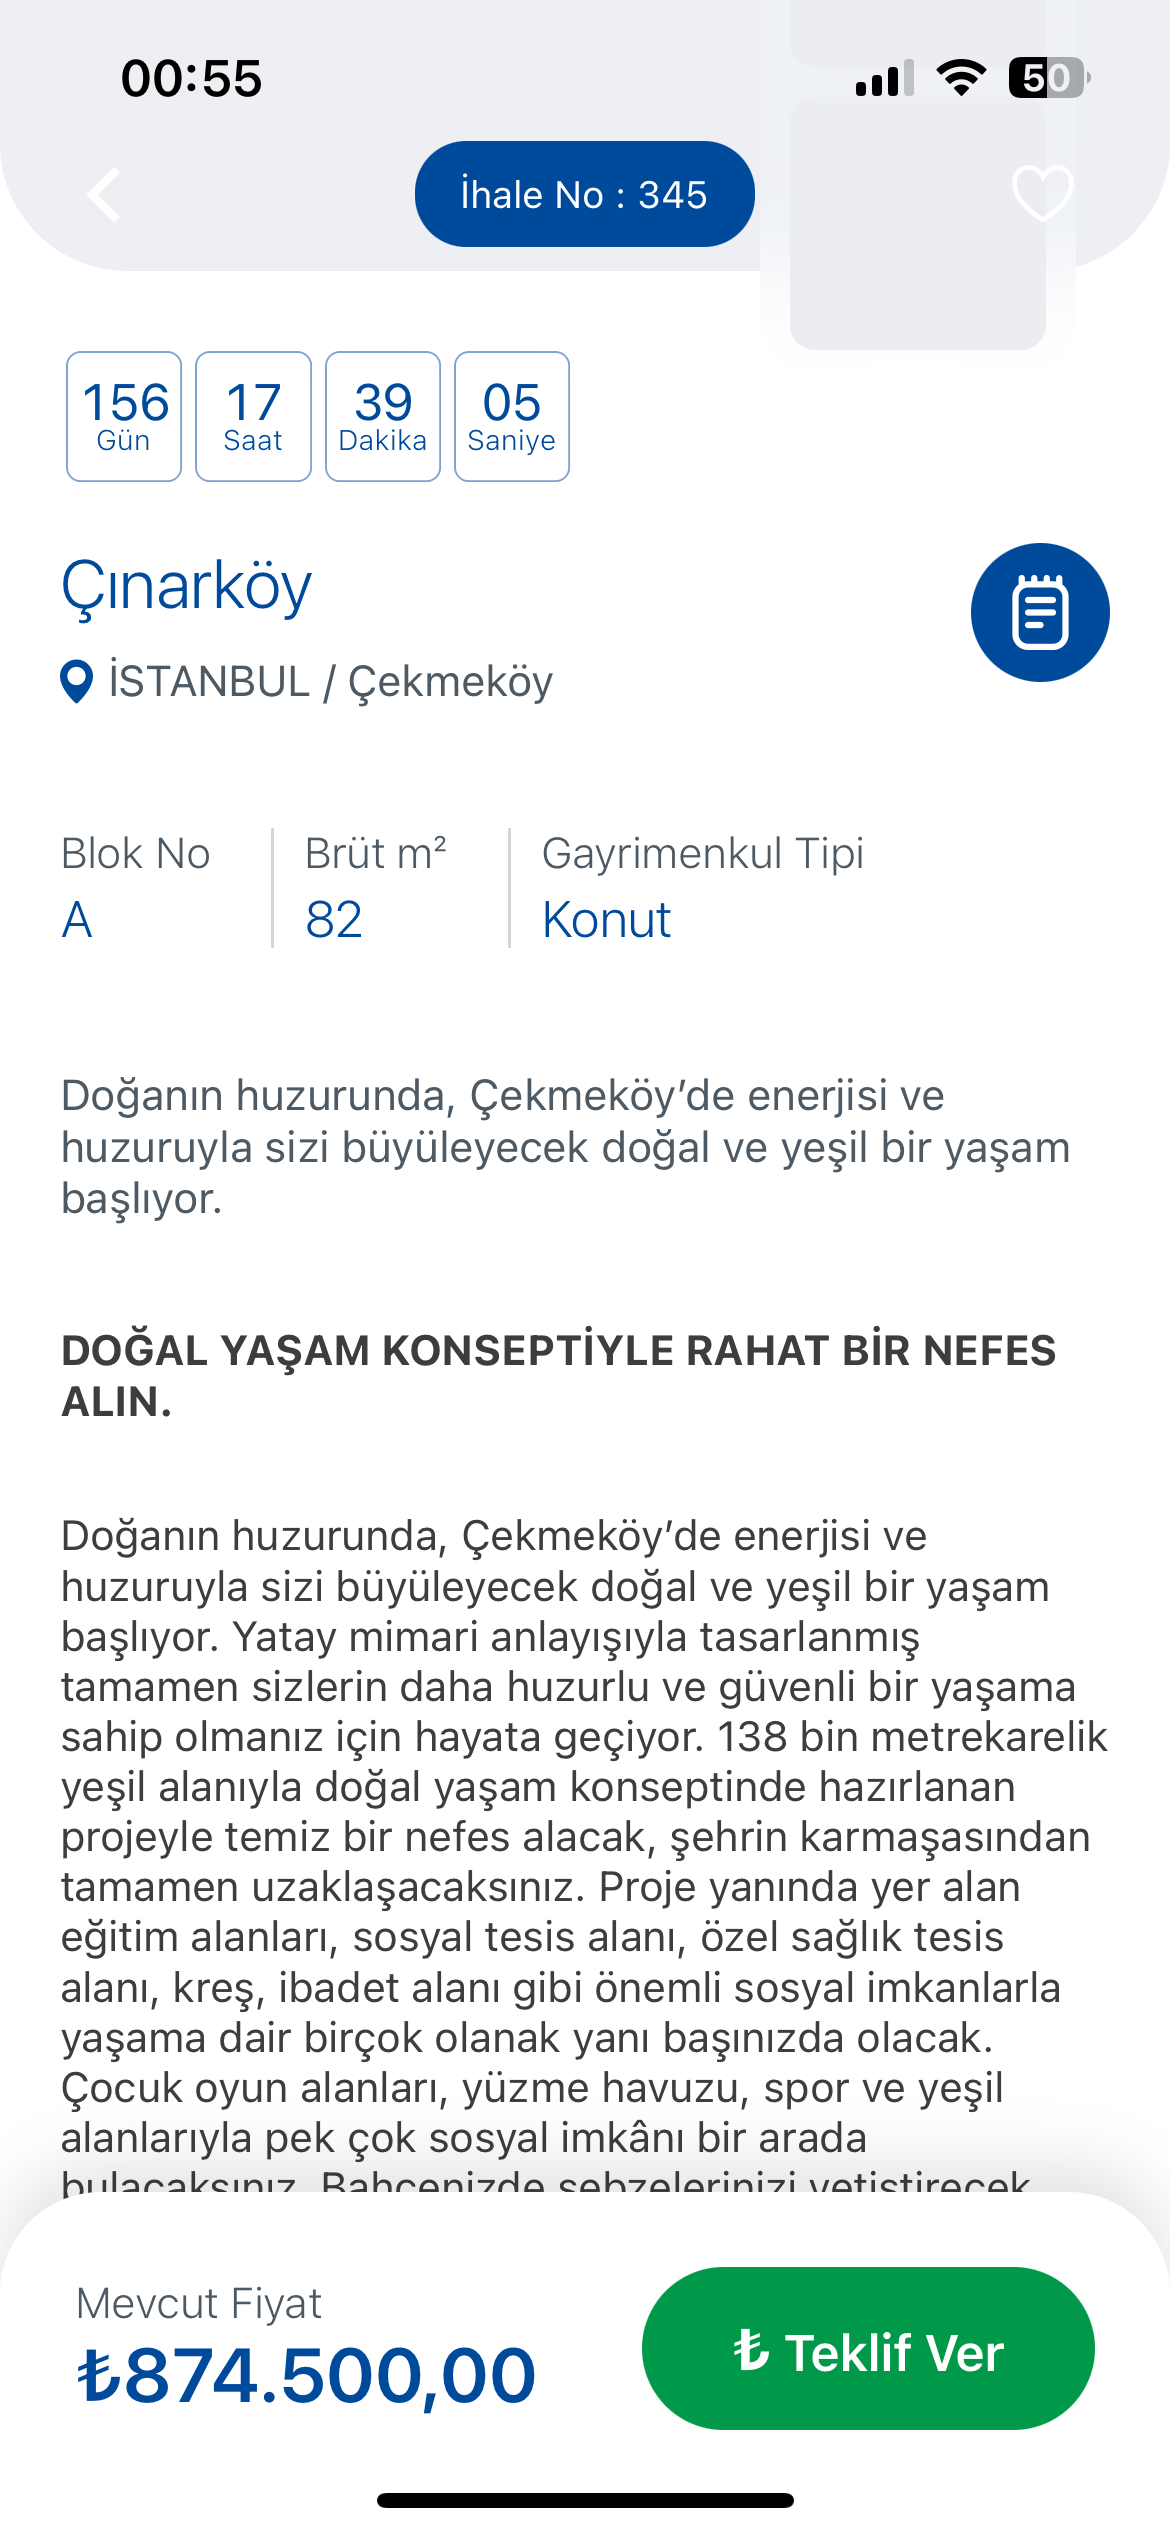 00:55
50
İhale No : 345
156 17 39 05
Gün Saat Dakika Saniye
Çınarköy
İSTANBUL / Çekmeköy
Blok No Brüt m² Gayrimenkul Tipi
A 82 Konut
Doğanın huzurunda, Çekmeköy’de enerjisi ve
huzuruyla sizi büyüleyecek doğal ve yeşil bir yaşam
başlıyor.
DOĞAL YAŞAM KONSEPTİYLE RAHAT BİR NEFES
ALIN.
Doğanın huzurunda, Çekmeköy’de enerjisi ve
huzuruyla sizi büyüleyecek doğal ve yeşil bir yaşam
başlıyor. Yatay mimari anlayışıyla tasarlanmış
tamamen sizlerin daha huzurlu ve güvenli bir yaşama
sahip olmanız için hayata geçiyor. 138 bin metrekarelik
yeşil alanıyla doğal yaşam konseptinde hazırlanan
projeyle temiz bir nefes alacak, şehrin karmaşasından
tamamen uzaklaşacaksınız. Proje yanında yer alan
eğitim alanları, sosyal tesis alanı, özel sağlık tesis
alanı, kreş, ibadet alanı gibi önemli sosyal imkanlarla
yaşama dair birçok olanak yanı başınızda olacak.
Çocuk oyun alanları, yüzme havuzu, spor ve yeşil
alanlarıyla pek çok sosyal imkânı bir arada
bulacaksınız. Bahçenizde sebzelerinizi yetiştirecek
Mevcut Fiyat
₺874.500,00
₺ Teklif Ver